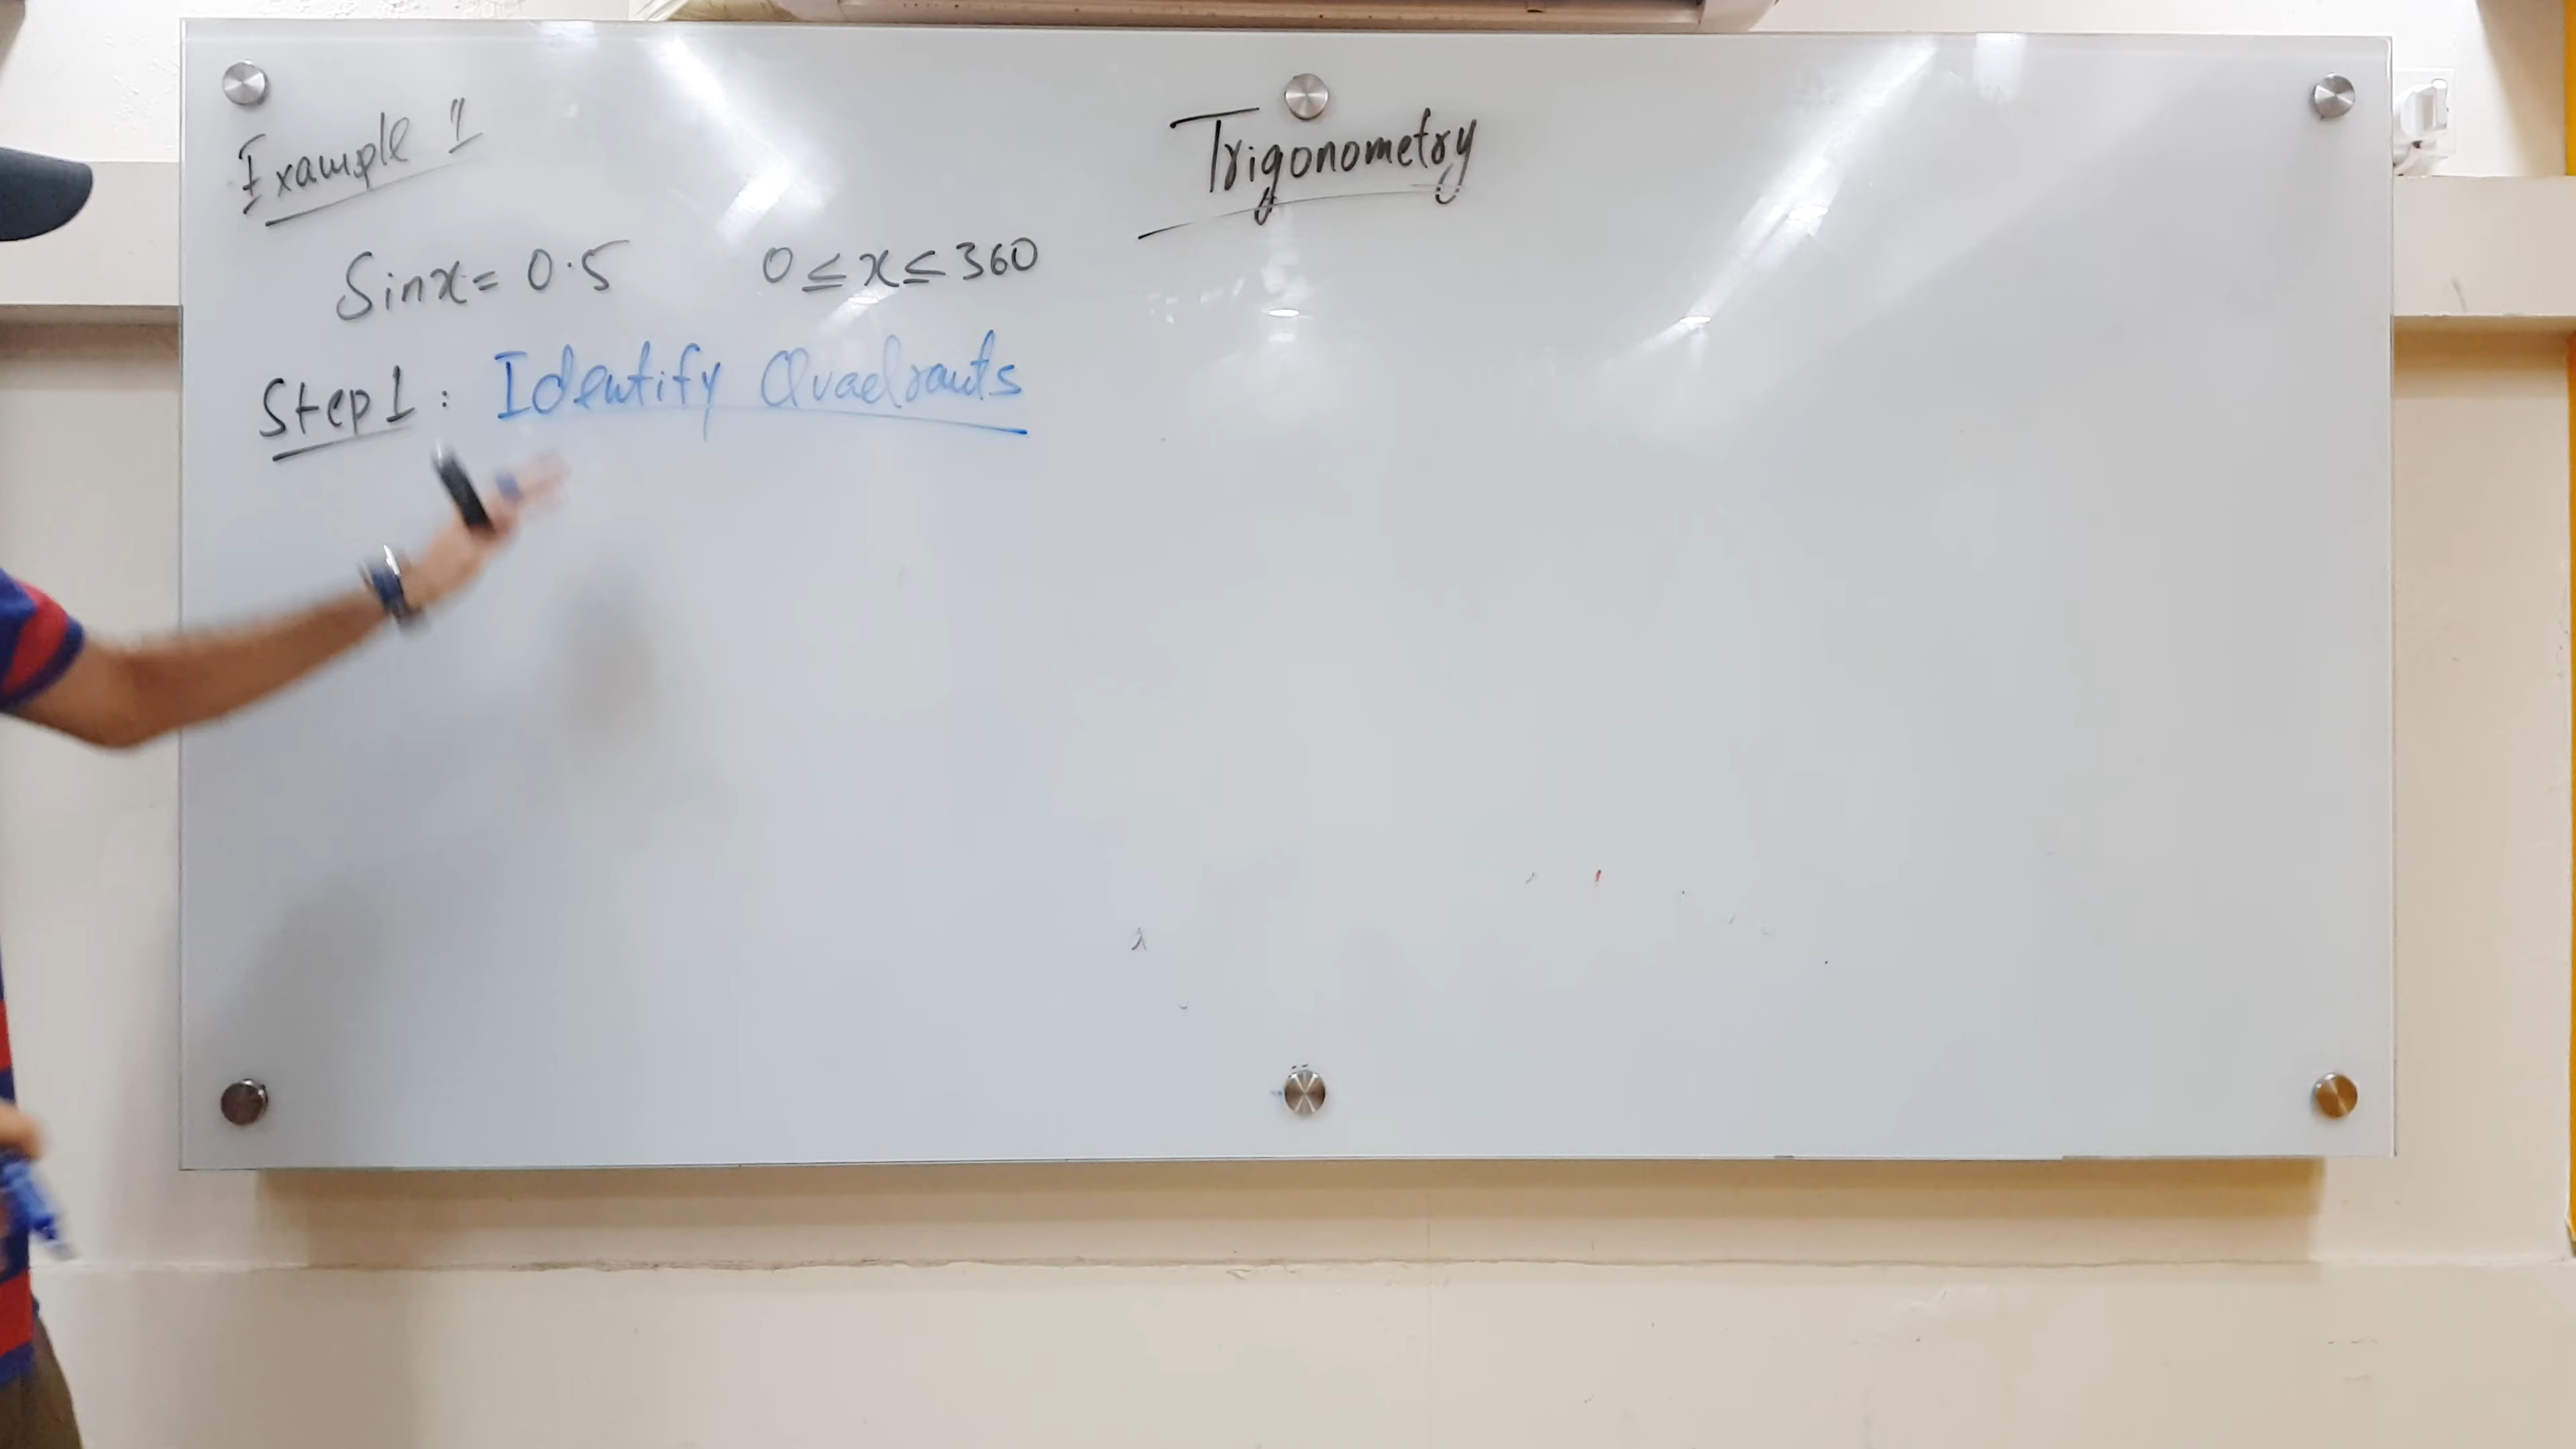 Trigonometry
Example 1
Sinx = 0.5 0 ≤ x ≤ 360
Step 1 : Identify Quadrants